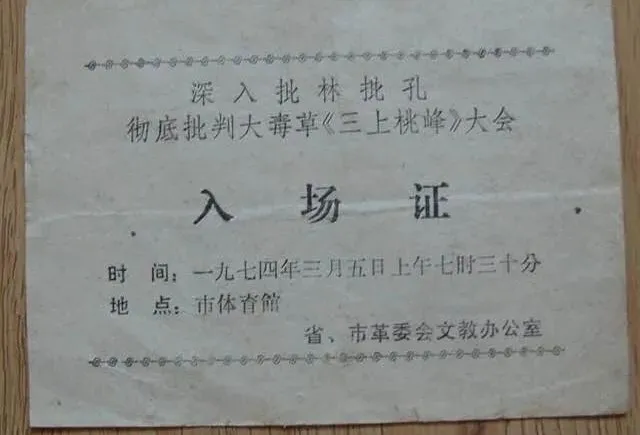 深入批林批孔
彻底批判大毒草《三上桃峰》大会
入场证
时间：一九七四年三月五日上午七时三十分
地点：市体育館
省、市革委会文教办公室